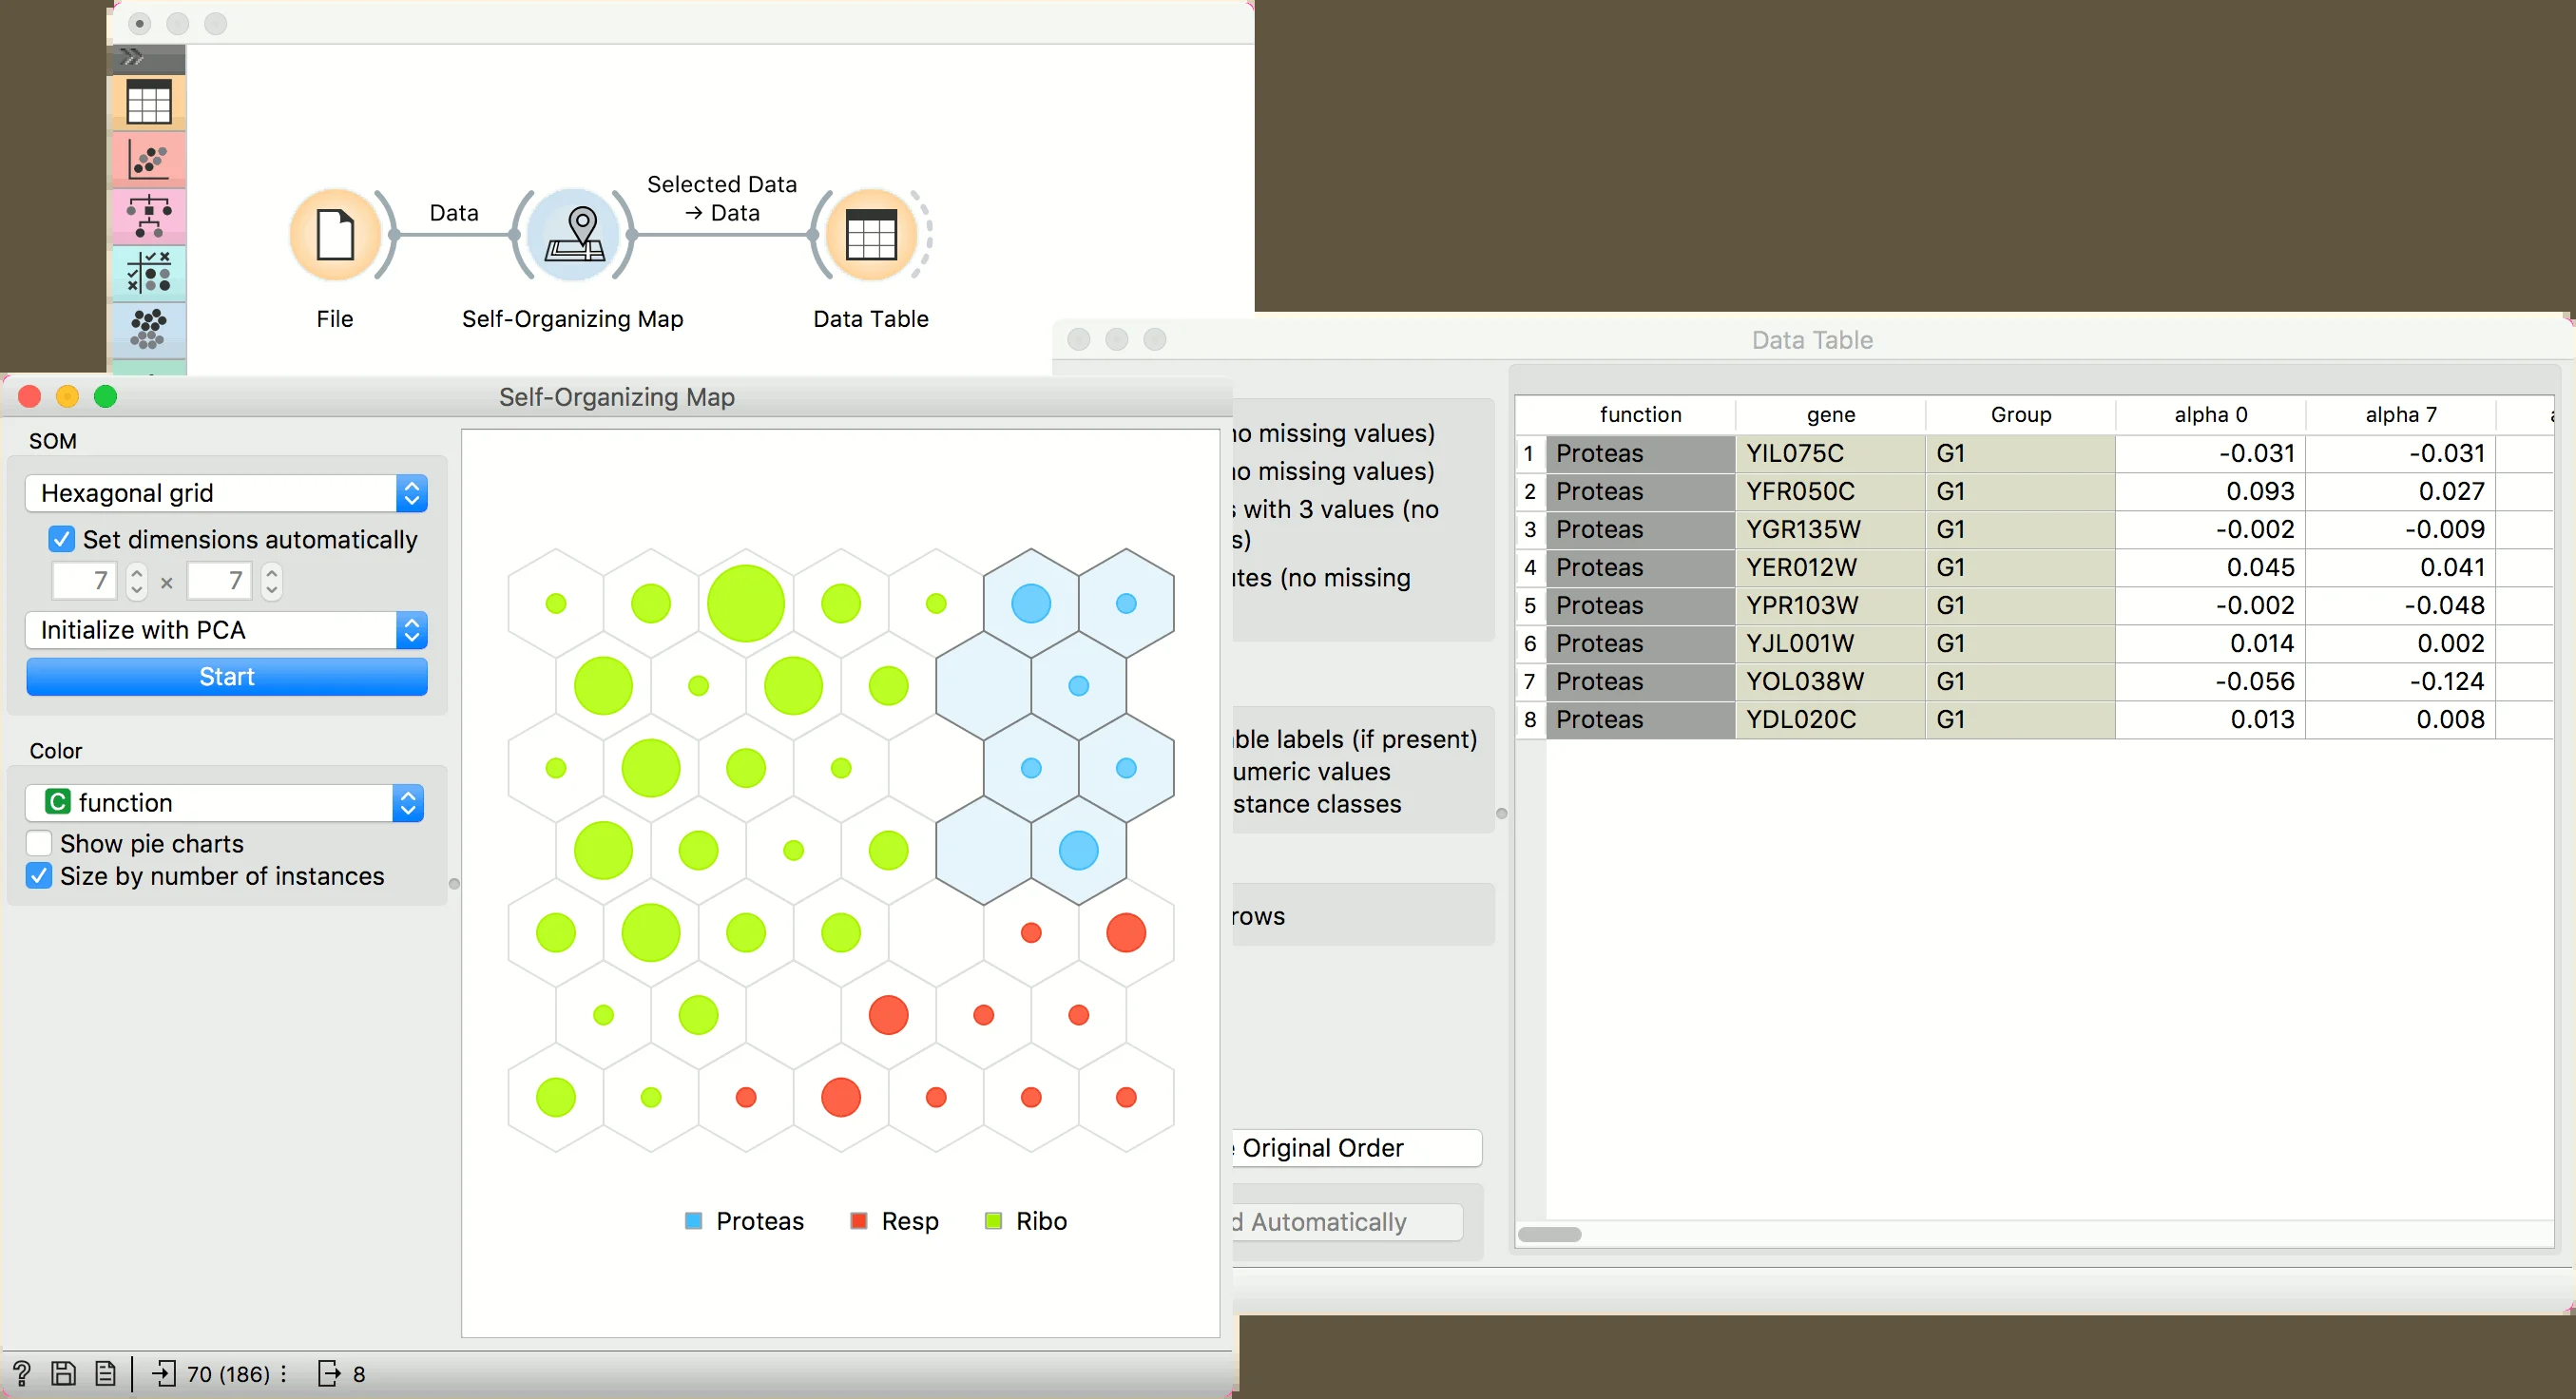 Selected Data
Data
→ Data
File
Self-Organizing Map
Data Table
Data Table
Self-Organizing Map
SOM
Hexagonal grid
Set dimensions automatically
7 × 7
Initialize with PCA
Start
Color
C function
Show pie charts
Size by number of instances
Proteas
Resp
Ribo
? 70 (186) : 8
no missing values)
no missing values)
with 3 values (no
s)
tes (no missing
ble labels (if present)
umeric values
stance classes
rows
Original Order
d Automatically
function gene Group alpha 0 alpha 7
1 Proteas YIL075C G1 -0.031 -0.031
2 Proteas YFR050C G1 0.093 0.027
3 Proteas YGR135W G1 -0.002 -0.009
4 Proteas YER012W G1 0.045 0.041
5 Proteas YPR103W G1 -0.002 -0.048
6 Proteas YJL001W G1 0.014 0.002
7 Proteas YOL038W G1 -0.056 -0.124
8 Proteas YDL020C G1 0.013 0.008